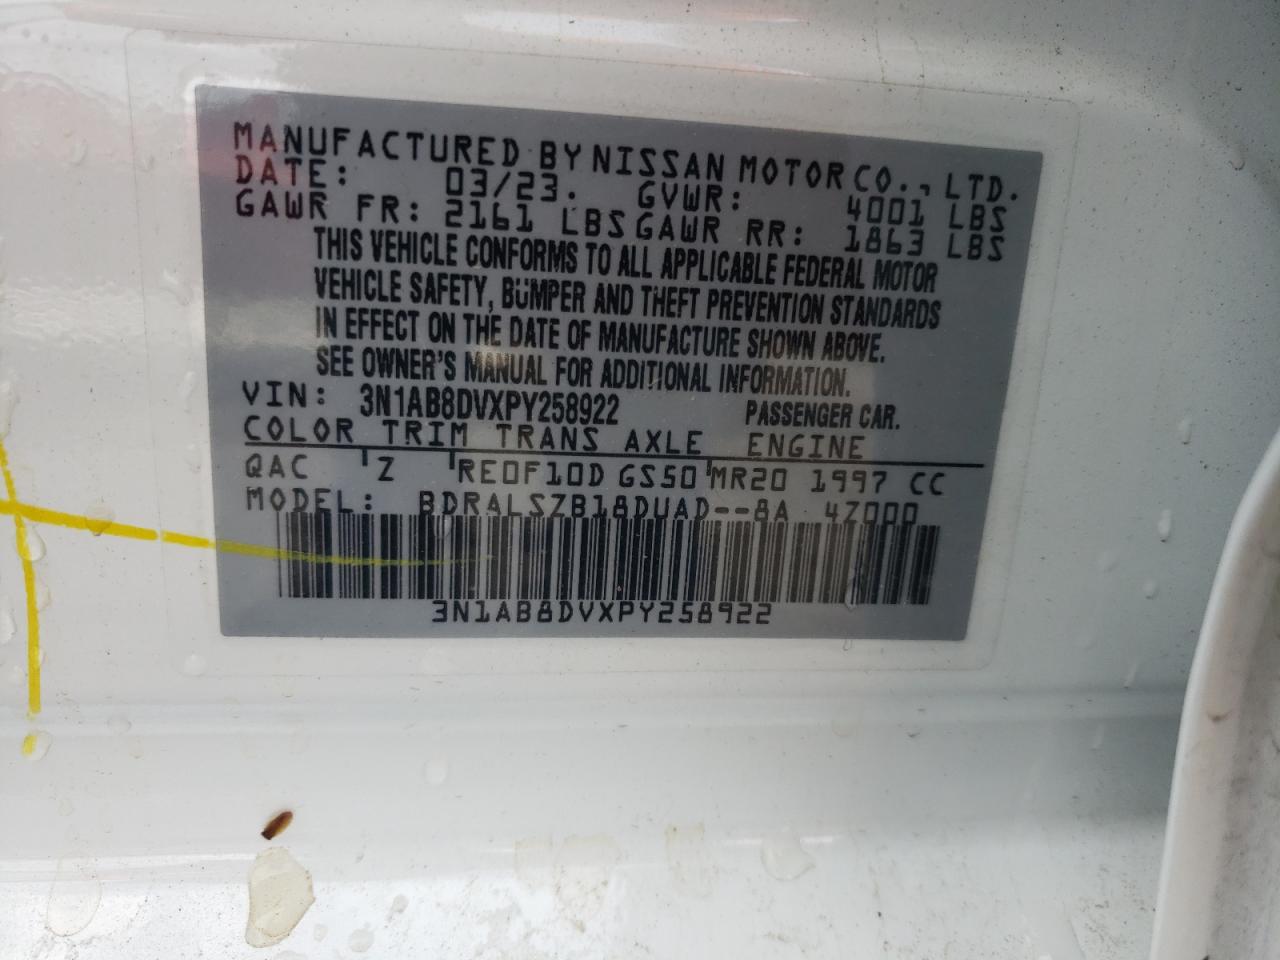 MANUFACTURED BY NISSAN MOTOR CO., LTD.
DATE: 03/23. GVWR: 4001 LBS
GAWR FR: 2161 LBS GAWR RR: 1863 LBS
THIS VEHICLE CONFORMS TO ALL APPLICABLE FEDERAL MOTOR
VEHICLE SAFETY, BUMPER AND THEFT PREVENTION STANDARDS
IN EFFECT ON THE DATE OF MANUFACTURE SHOWN ABOVE.
SEE OWNER'S MANUAL FOR ADDITIONAL INFORMATION.
VIN: 3N1AB8DVXPY258922 PASSENGER CAR.
COLOR TRIM TRANS AXLE ENGINE
QAC Z RE0F10D GS50 MR20 1997 CC
MODEL: BDRALSZB18DUAD--8A 4Z000
3N1AB8DVXPY258922